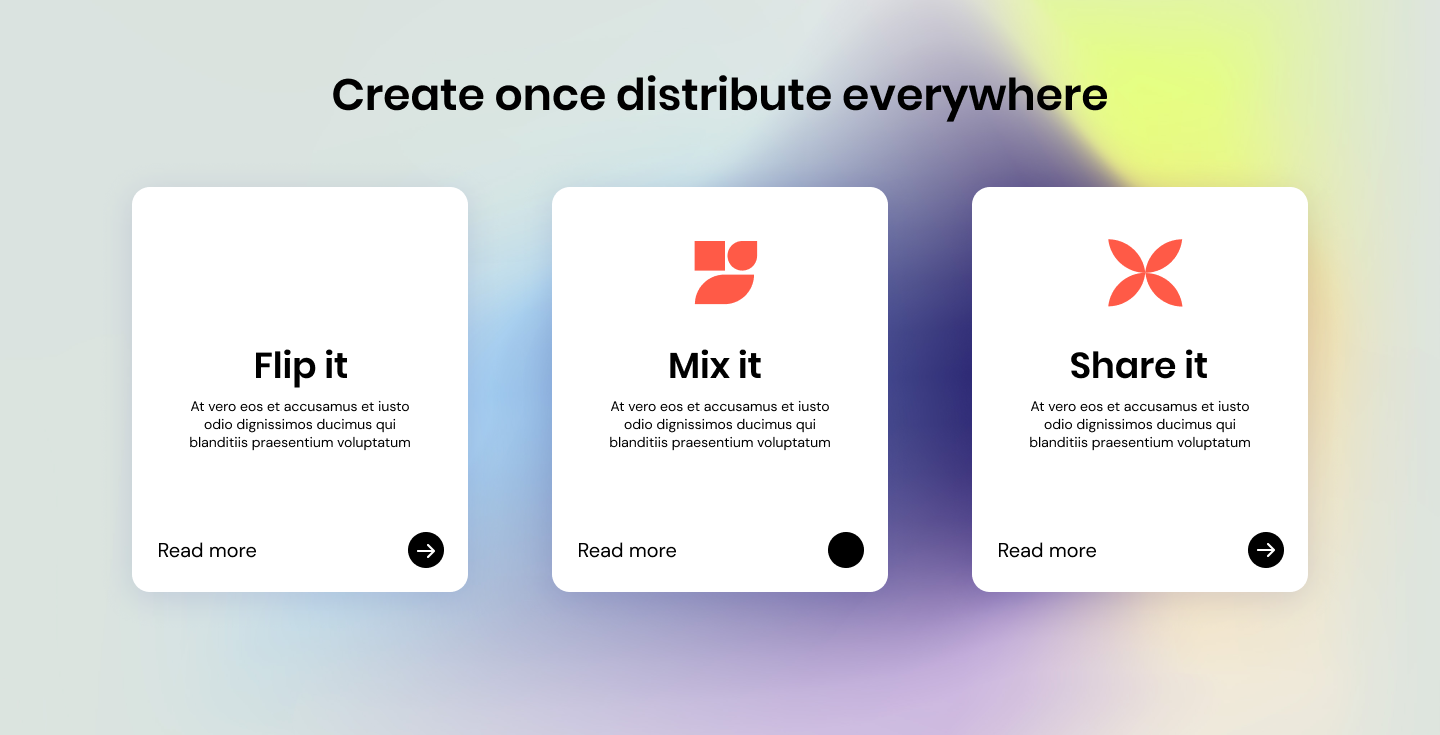 Create once distribute everywhere
Flip it
At vero eos et accusamus et iusto
odio dignissimos ducimus qui
blanditiis praesentium voluptatum
Read more
Mix it
At vero eos et accusamus et iusto
odio dignissimos ducimus qui
blanditiis praesentium voluptatum
Read more
Share it
At vero eos et accusamus et iusto
odio dignissimos ducimus qui
blanditiis praesentium voluptatum
Read more